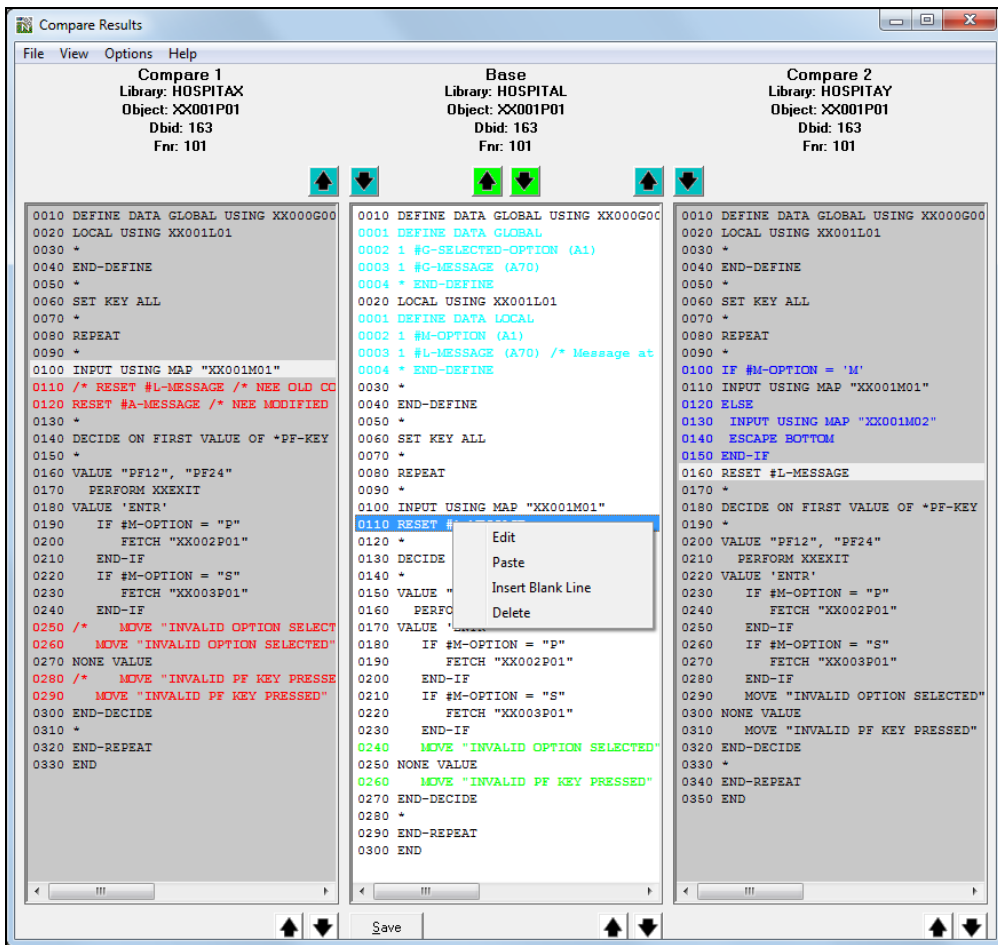 Compare Results
File View Options Help
Compare 1
Library: HOSPITAX
Object: XX001P01
Dbid: 163
Fnr: 101
Base
Library: HOSPITAL
Object: XX001P01
Dbid: 163
Fnr: 101
Compare 2
Library: HOSPITAY
Object: XX001P01
Dbid: 163
Fnr: 101
0010 DEFINE DATA GLOBAL USING XX000G00
0020 LOCAL USING XX001L01
0030 *
0040 END-DEFINE
0050 *
0060 SET KEY ALL
0070 *
0080 REPEAT
0090 *
0100 INPUT USING MAP "XX001M01"
0110 /* RESET #L-MESSAGE /* NEE OLD CO
0120 RESET #A-MESSAGE /* NEE MODIFIED
0130 *
0140 DECIDE ON FIRST VALUE OF *PF-KEY
0150 *
0160 VALUE "PF12", "PF24"
0170 PERFORM XXEXIT
0180 VALUE 'ENTR'
0190 IF #M-OPTION = "P"
0200 FETCH "XX002P01"
0210 END-IF
0220 IF #M-OPTION = "S"
0230 FETCH "XX003P01"
0240 END-IF
0250 /* MOVE "INVALID OPTION SELECT
0260 MOVE "INVALID OPTION SELECTED"
0270 NONE VALUE
0280 /* MOVE "INVALID PF KEY PRESSE
0290 MOVE "INVALID PF KEY PRESSED"
0300 END-DECIDE
0310 *
0320 END-REPEAT
0330 END
0010 DEFINE DATA GLOBAL USING XX000G00
0001 DEFINE DATA GLOBAL
0002 1 #G-SELECTED-OPTION (A1)
0003 1 #G-MESSAGE (A70)
0004 * END-DEFINE
0020 LOCAL USING XX001L01
0001 DEFINE DATA LOCAL
0002 1 #M-OPTION (A1)
0003 1 #L-MESSAGE (A70) /* Message at
0004 * END-DEFINE
0030 *
0040 END-DEFINE
0050 *
0060 SET KEY ALL
0070 *
0080 REPEAT
0090 *
0100 INPUT USING MAP "XX001M01"
0110 RESET
0120 *
0130 DECIDE
0140 *
0150 VALUE "
0160 PERFO
0170 VALUE
0180 IF #M-OPTION = "P"
0190 FETCH "XX002P01"
0200 END-IF
0210 IF #M-OPTION = "S"
0220 FETCH "XX003P01"
0230 END-IF
0240 MOVE "INVALID OPTION SELECTED"
0250 NONE VALUE
0260 MOVE "INVALID PF KEY PRESSED"
0270 END-DECIDE
0280 *
0290 END-REPEAT
0300 END
Edit
Paste
Insert Blank Line
Delete
0010 DEFINE DATA GLOBAL USING XX000G00
0020 LOCAL USING XX001L01
0030 *
0040 END-DEFINE
0050 *
0060 SET KEY ALL
0070 *
0080 REPEAT
0090 *
0100 IF #M-OPTION = 'M'
0110 INPUT USING MAP "XX001M01"
0120 ELSE
0130 INPUT USING MAP "XX001M02"
0140 ESCAPE BOTTOM
0150 END-IF
0160 RESET #L-MESSAGE
0170 *
0180 DECIDE ON FIRST VALUE OF *PF-KEY
0190 *
0200 VALUE "PF12", "PF24"
0210 PERFORM XXEXIT
0220 VALUE 'ENTR'
0230 IF #M-OPTION = "P"
0240 FETCH "XX002P01"
0250 END-IF
0260 IF #M-OPTION = "S"
0270 FETCH "XX003P01"
0280 END-IF
0290 MOVE "INVALID OPTION SELECTED"
0300 NONE VALUE
0310 MOVE "INVALID PF KEY PRESSED"
0320 END-DECIDE
0330 *
0340 END-REPEAT
0350 END
Save